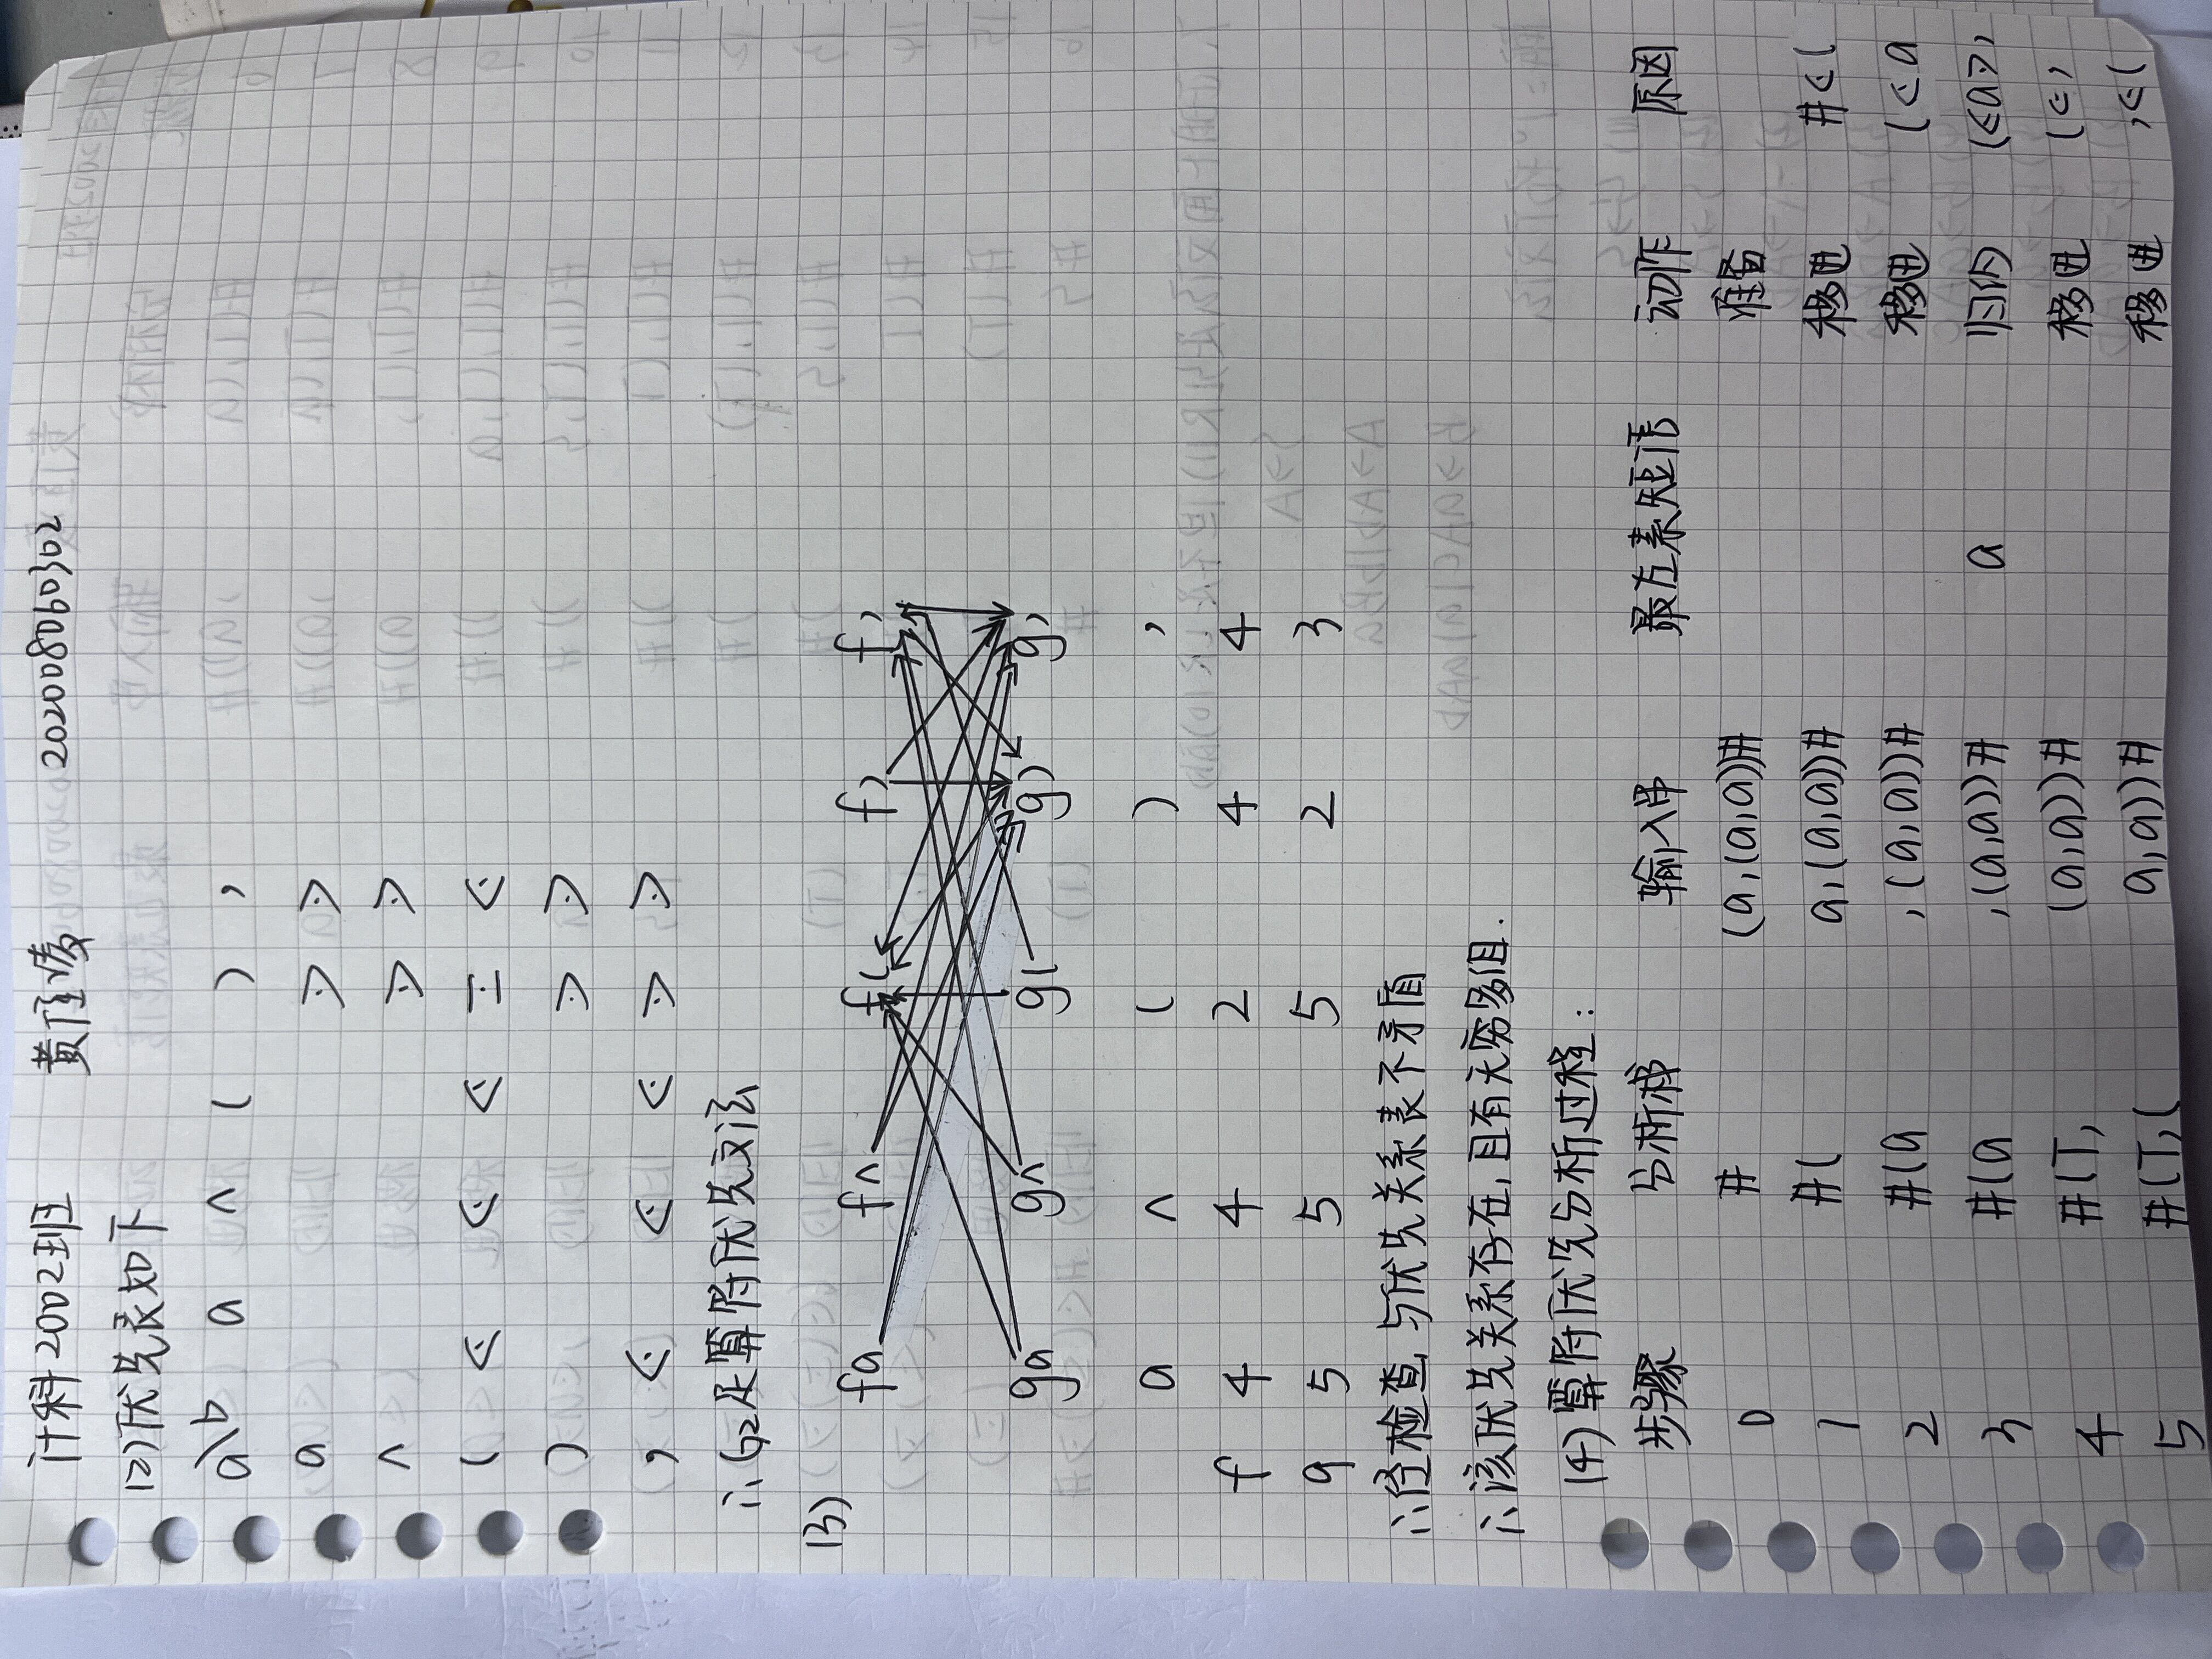 计科2002班 黄 202008060302
(2)优先表如下
a\b a ∧ ( ) ,
a ⋗ ⋗
∧ ⋗ ⋗
( ⋖ ⋖ ⋖ ≖ ⋖
) ⋗ ⋗
, ⋖ ⋖ ⋖ ⋗ ⋗
∴ G2是算符优先文法
(3)
fa f∧ f( f) f,
ga g∧ g( g) g,
a ∧ ( ) ,
f 4 4 2 4 4
g 5 5 5 2 3
∴经检查,与优先关系表不矛盾
∴该优先关系存在,且有无穷多组.
(4)算符优先分析过程:
步骤 分析栈 输入串 最左素短语 动作 原因
0 # (a,(a,a))# 准备
1 #( a,(a,a))# 移进 #⋖(
2 #(a ,(a,a))# 移进 (⋖a
3 #(a ,(a,a))# a 归约 (⋖a⋗,
4 #(T, (a,a))# 移进 (⋖,
5 #(T,( a,a))# 移进 ,⋖(